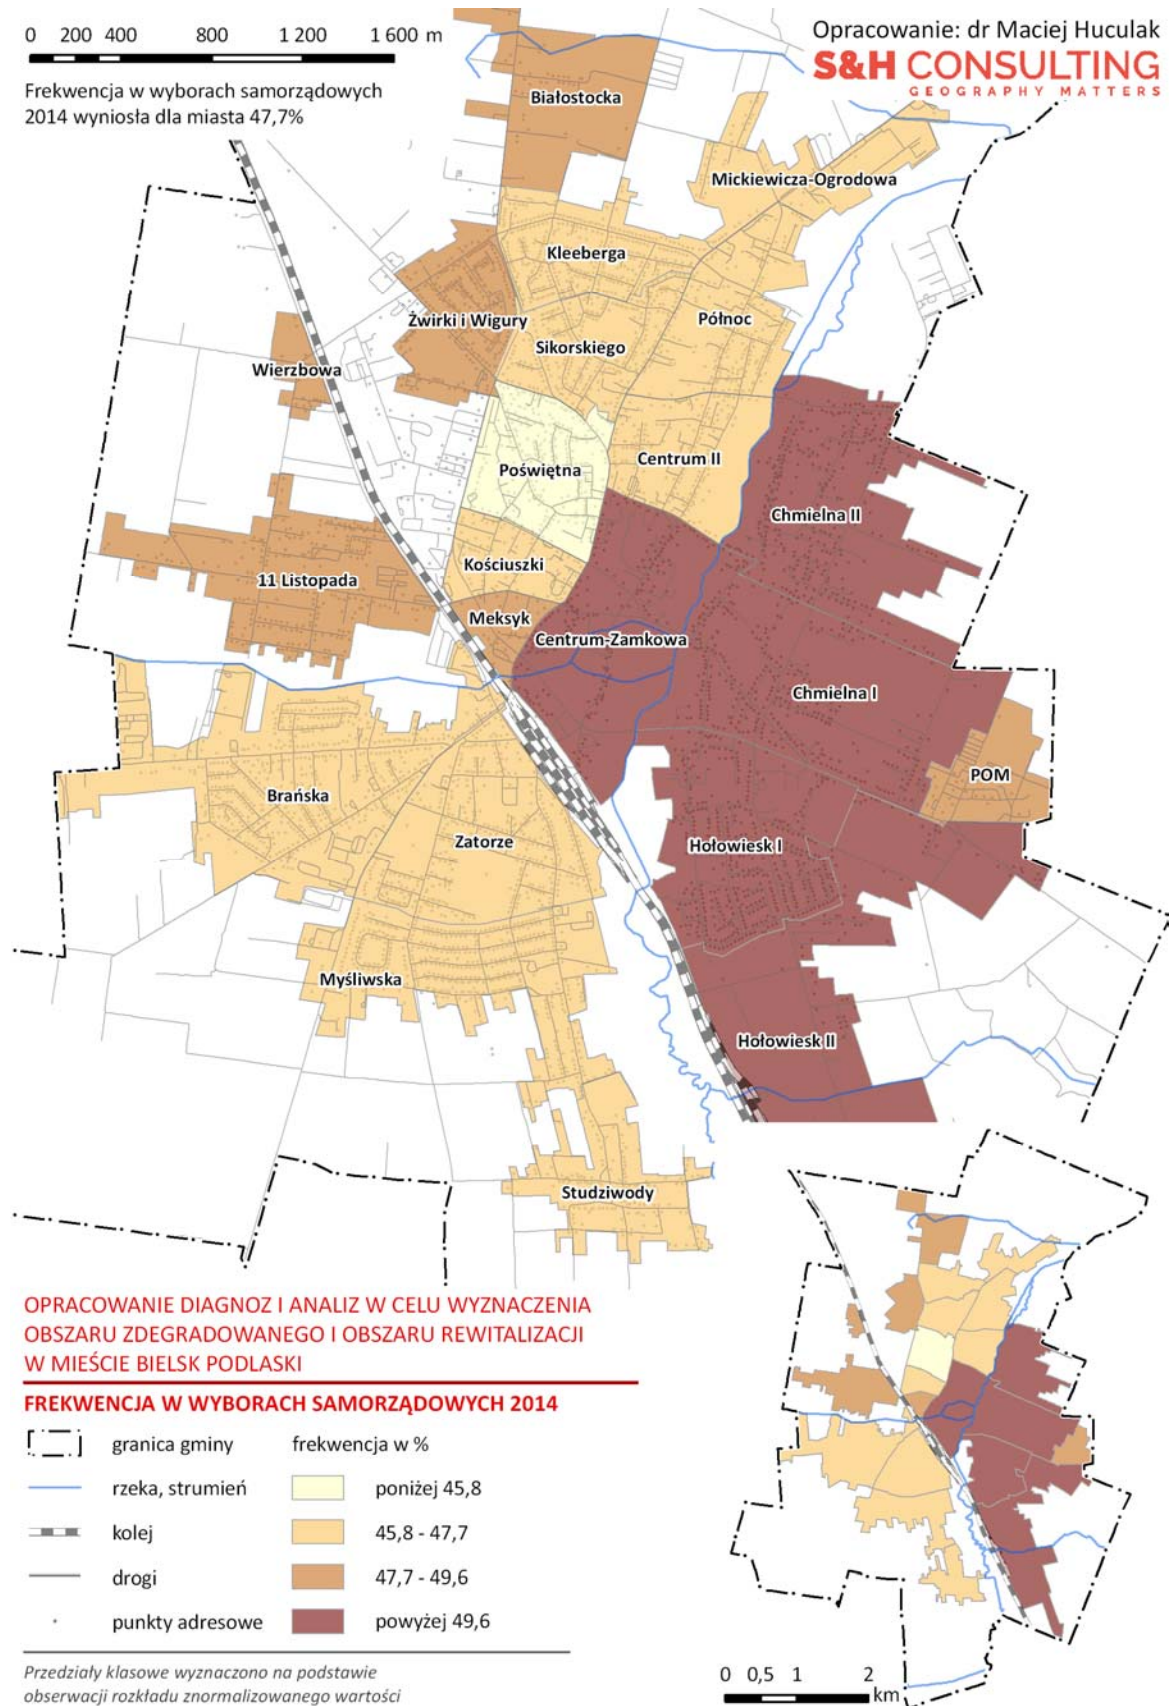 0 200 400 800 1 200 1 600 m
Frekwencja w wyborach samorządowych
2014 wyniosła dla miasta 47,7%
Opracowanie: dr Maciej Huculak
S&H CONSULTING
GEOGRAPHY MATTERS
Białostocka
Mickiewicza-Ogrodowa
Kleeberga
Żwirki i Wigury
Północ
Sikorskiego
Wierzbowa
Poświętna
Centrum II
Chmielna II
Kościuszki
11 Listopada
Meksyk
Centrum-Zamkowa
Chmielna I
POM
Brańska
Zatorze
Hołowiesk I
Myśliwska
Hołowiesk II
Studziwody
OPRACOWANIE DIAGNOZ I ANALIZ W CELU WYZNACZENIA
OBSZARU ZDEGRADOWANEGO I OBSZARU REWITALIZACJI
W MIEŚCIE BIELSK PODLASKI
FREKWENCJA W WYBORACH SAMORZĄDOWYCH 2014
granica gminy
rzeka, strumień
kolej
drogi
punkty adresowe
frekwencja w %
poniżej 45,8
45,8 - 47,7
47,7 - 49,6
powyżej 49,6
Przedziały klasowe wyznaczono na podstawie
obserwacji rozkładu znormalizowanego wartości
0 0,5 1 2
km